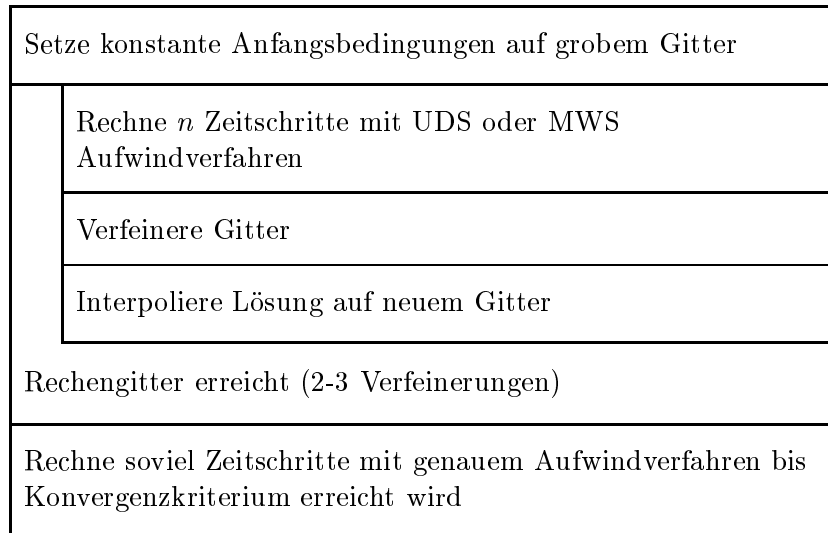 Setze konstante Anfangsbedingungen auf grobem Gitter
Rechne n Zeitschritte mit UDS oder MWS
Aufwindverfahren
Verfeinere Gitter
Interpoliere Lösung auf neuem Gitter
Rechengitter erreicht (2-3 Verfeinerungen)
Rechne soviel Zeitschritte mit genauem Aufwindverfahren bis
Konvergenzkriterium erreicht wird